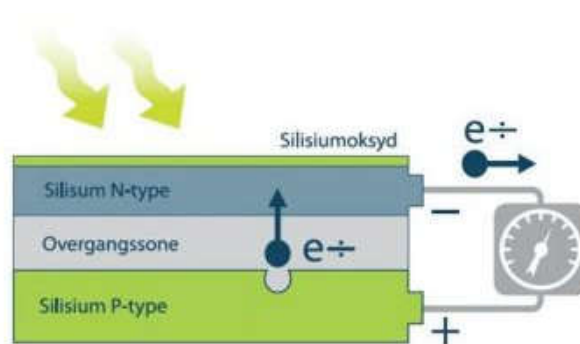 Silisiumoksyd
e÷
Silisum N-type
−
Overgangssone
e÷
Silisium P-type
+